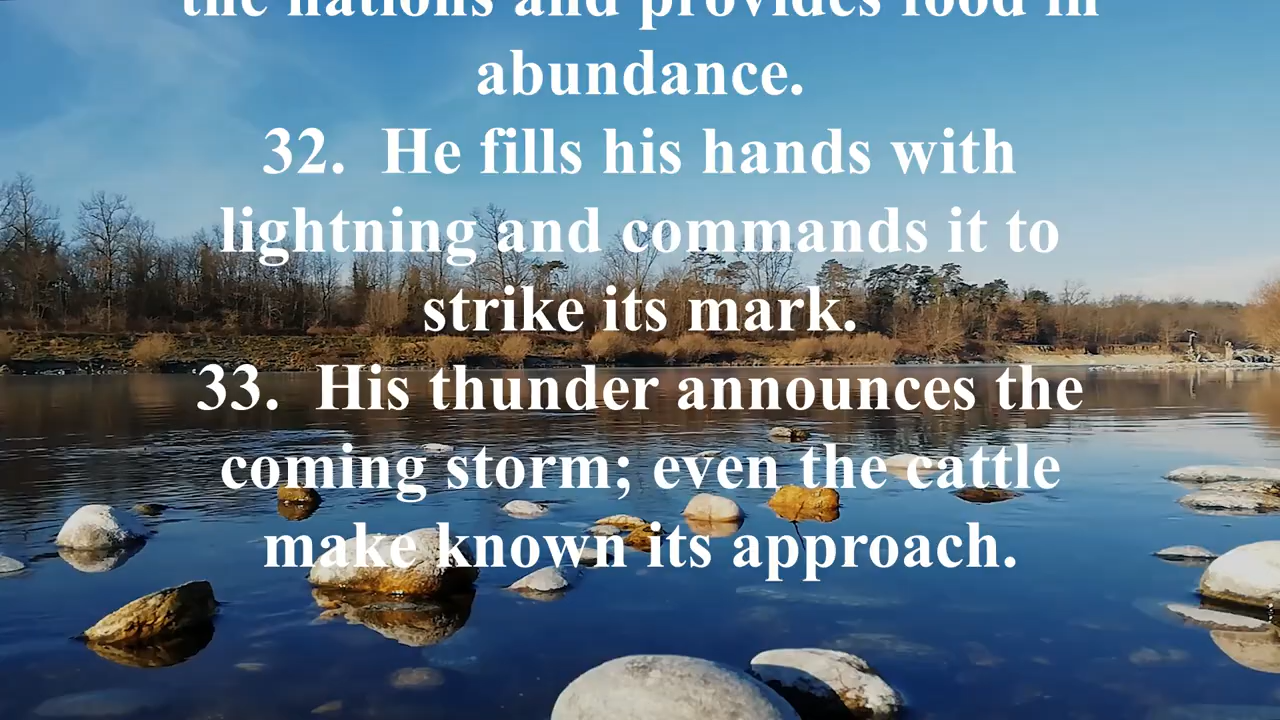 the nations and provides food in
abundance.
32.  He fills his hands with
lightning and commands it to
strike its mark.
33.  His thunder announces the
coming storm; even the cattle
make known its approach.